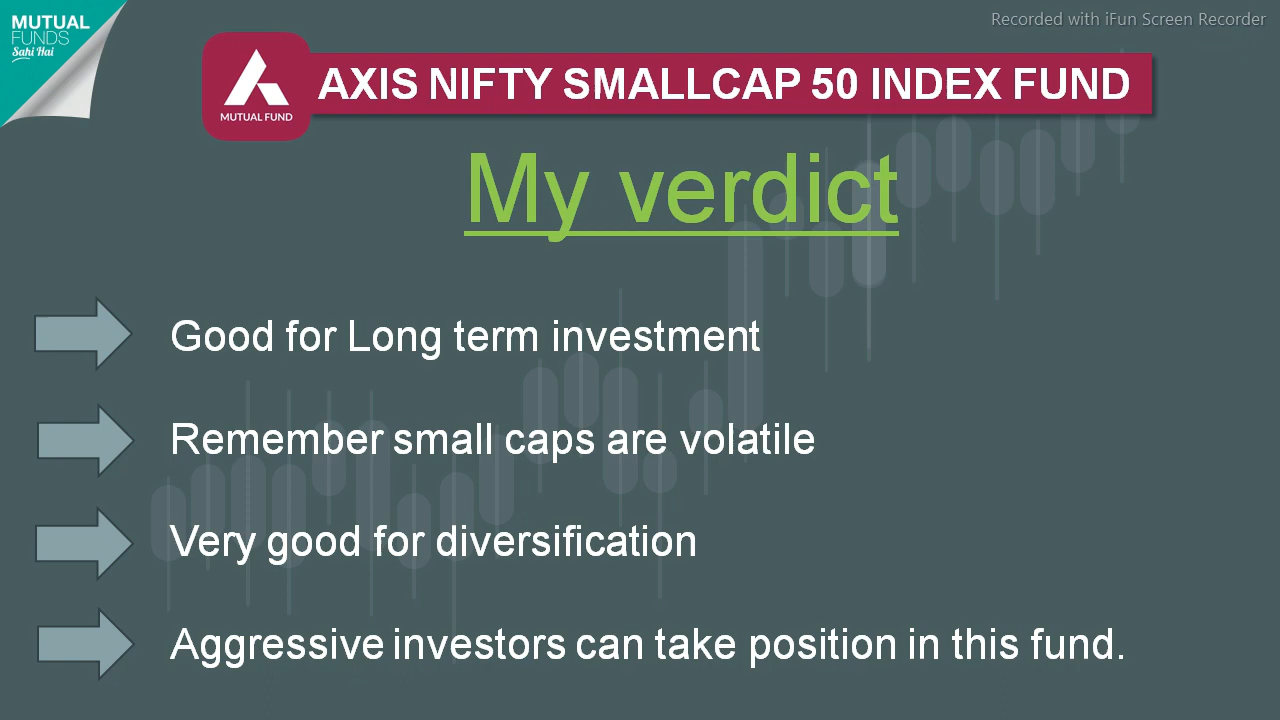 MUTUAL
FUNDS
Sahi Hai
Recorded with iFun Screen Recorder
MUTUAL FUND
AXIS NIFTY SMALLCAP 50 INDEX FUND
My verdict
Good for Long term investment
Remember small caps are volatile
Very good for diversification
Aggressive investors can take position in this fund.